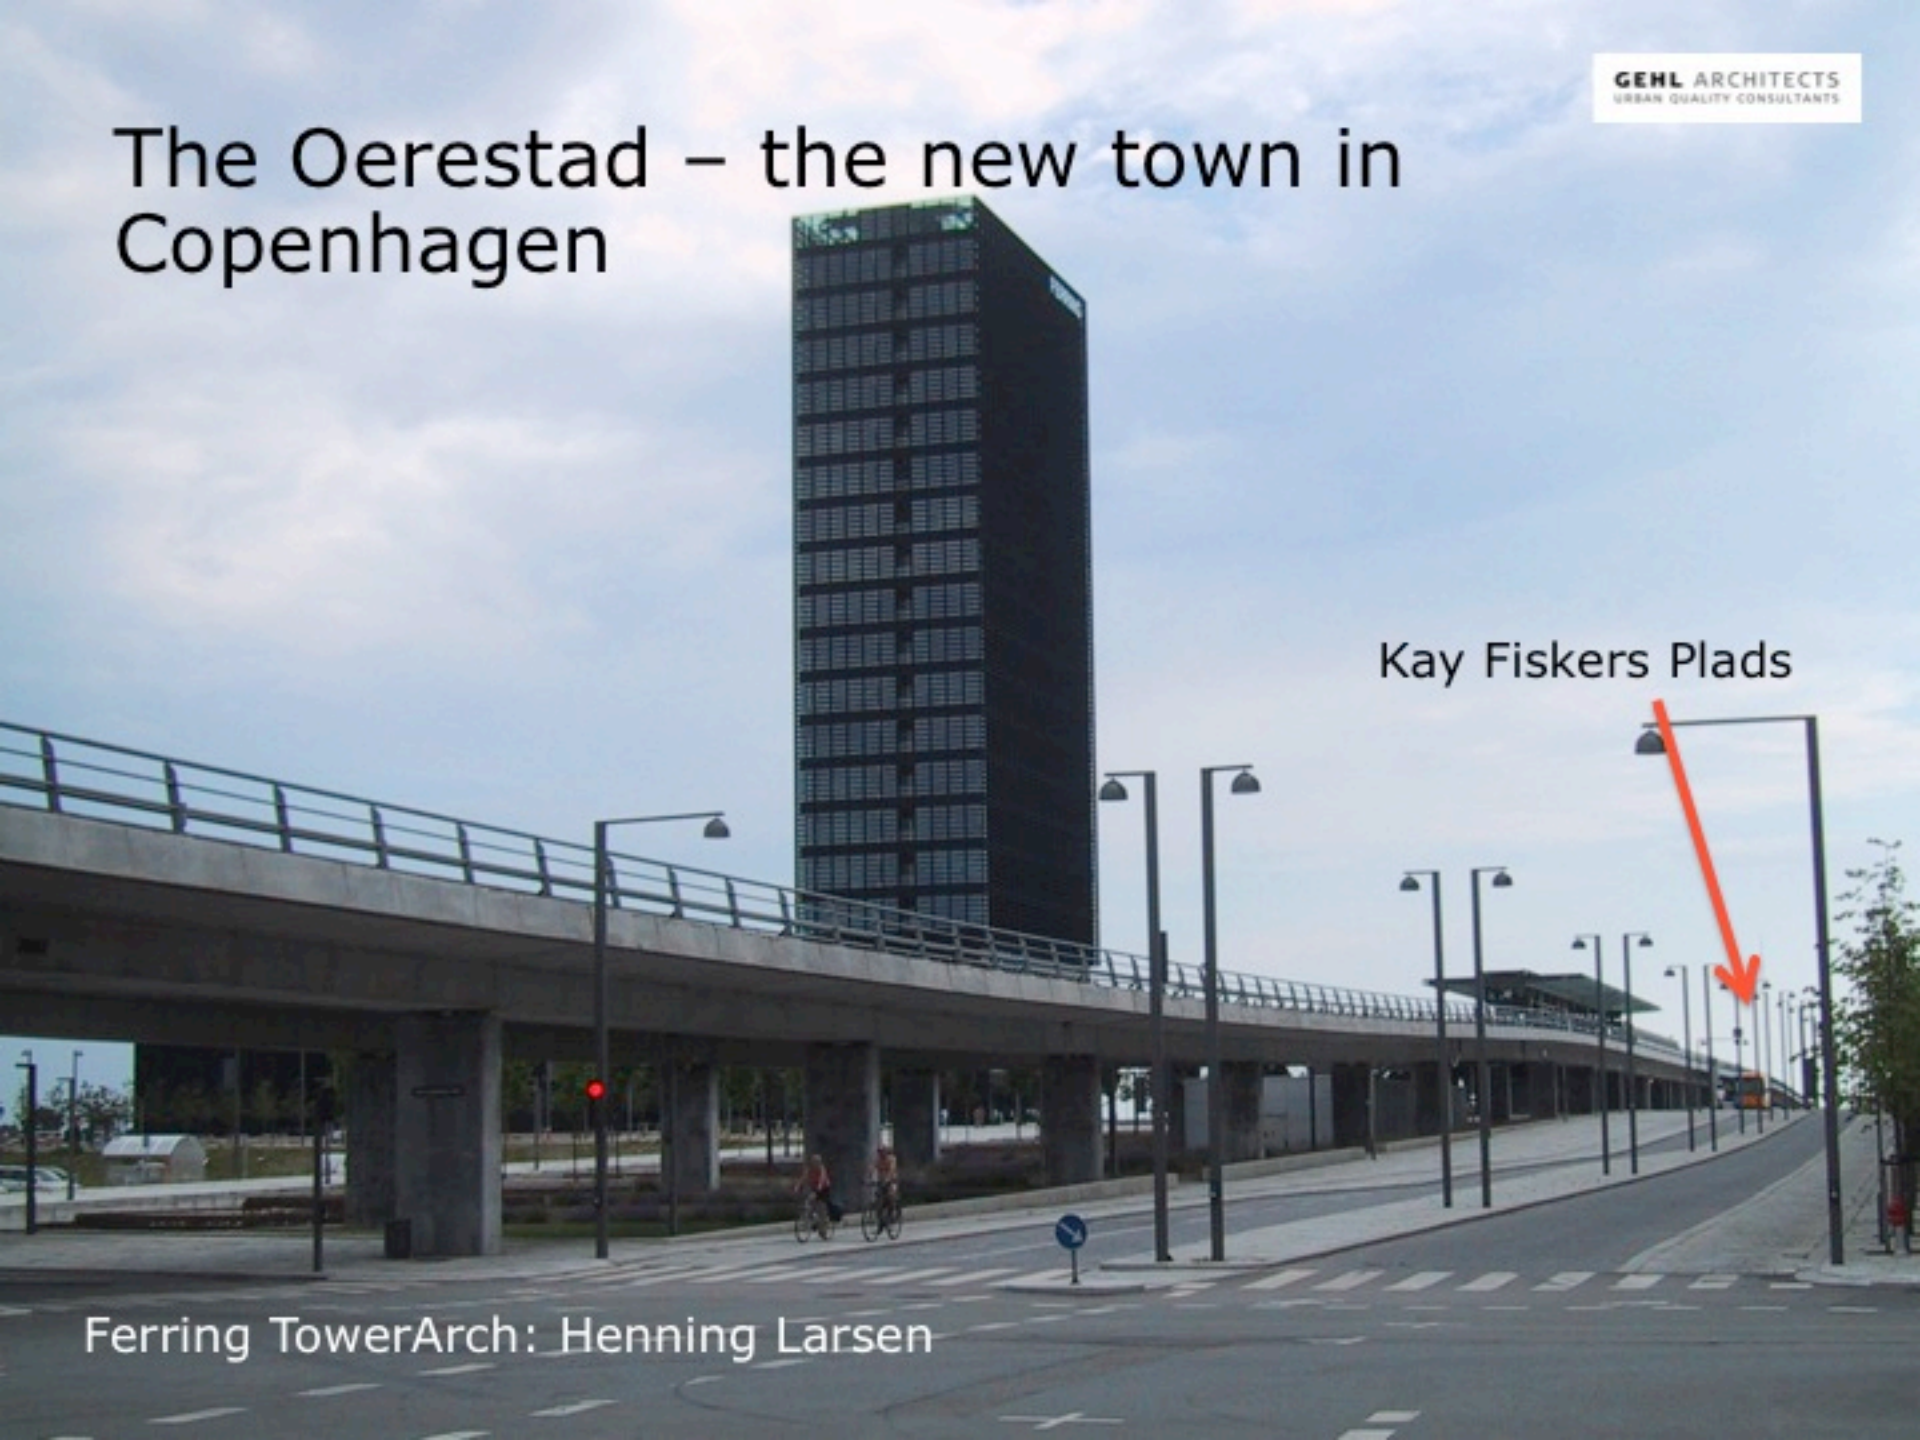 GEHL ARCHITECTS
URBAN QUALITY CONSULTANTS
The Oerestad – the new town in
Copenhagen
Kay Fiskers Plads
Ferring TowerArch: Henning Larsen